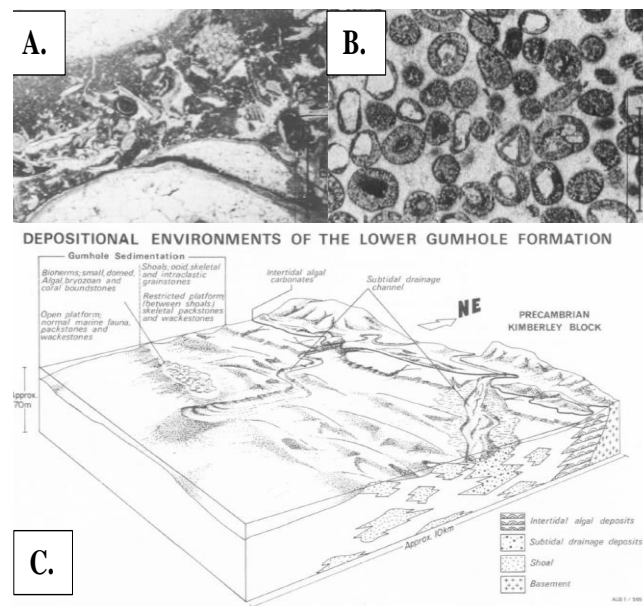 A.
B.
DEPOSITIONAL ENVIRONMENTS OF THE LOWER GUMHOLE FORMATION
Gumhole Sedimentation
Bioherms; small, domed,
Algal, bryozoan and
coral boundstones
Open platform;
normal marine fauna,
packstones and
wackestones
Shoals; ooid, skeletal
and intraclastic
grainstones
Restricted platform;
(between shoals)
skeletal packstones
and wackestones
Intertidal algal
carbonates
Subtidal drainage
channel
NE
PRECAMBRIAN
KIMBERLEY BLOCK
Approx.
70m
Approx. 10km
Intertidal algal deposits
Subtidal drainage deposits
Shoal
Basement
C.